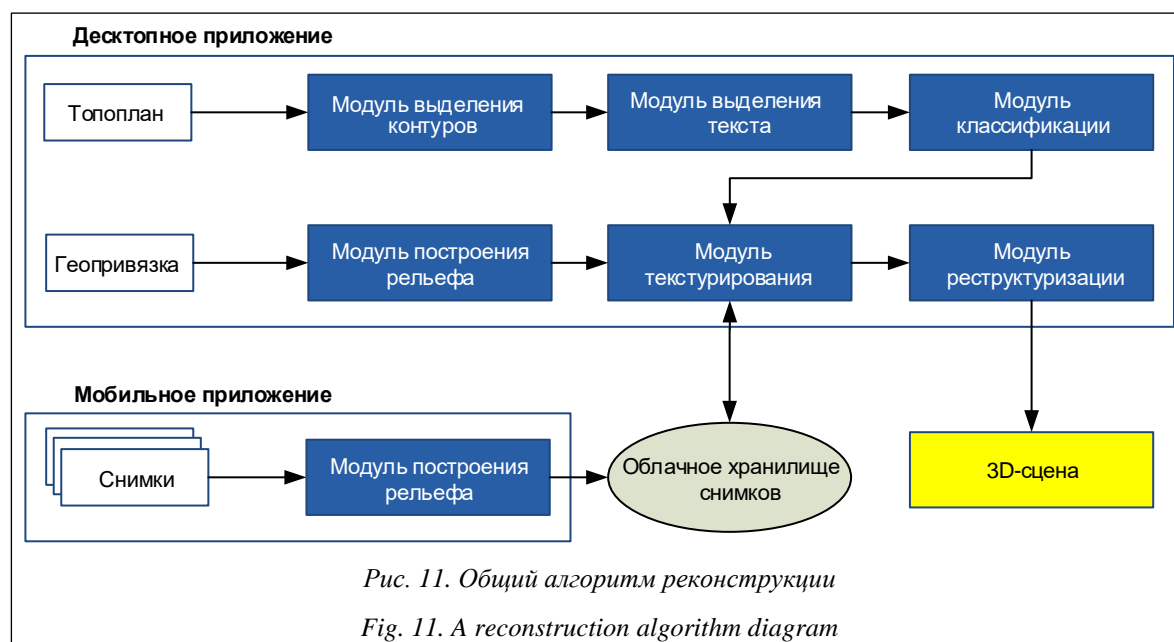 Десктопное приложение
Топоплан
Модуль выделения
контуров
Модуль выделения
текста
Модуль
классификации
Геопривязка
Модуль построения
рельефа
Модуль
текстурирования
Модуль
реструктуризации
Мобильное приложение
Снимки
Модуль построения
рельефа
Облачное хранилище
снимков
3D-сцена
Рис. 11. Общий алгоритм реконструкции
Fig. 11. A reconstruction algorithm diagram